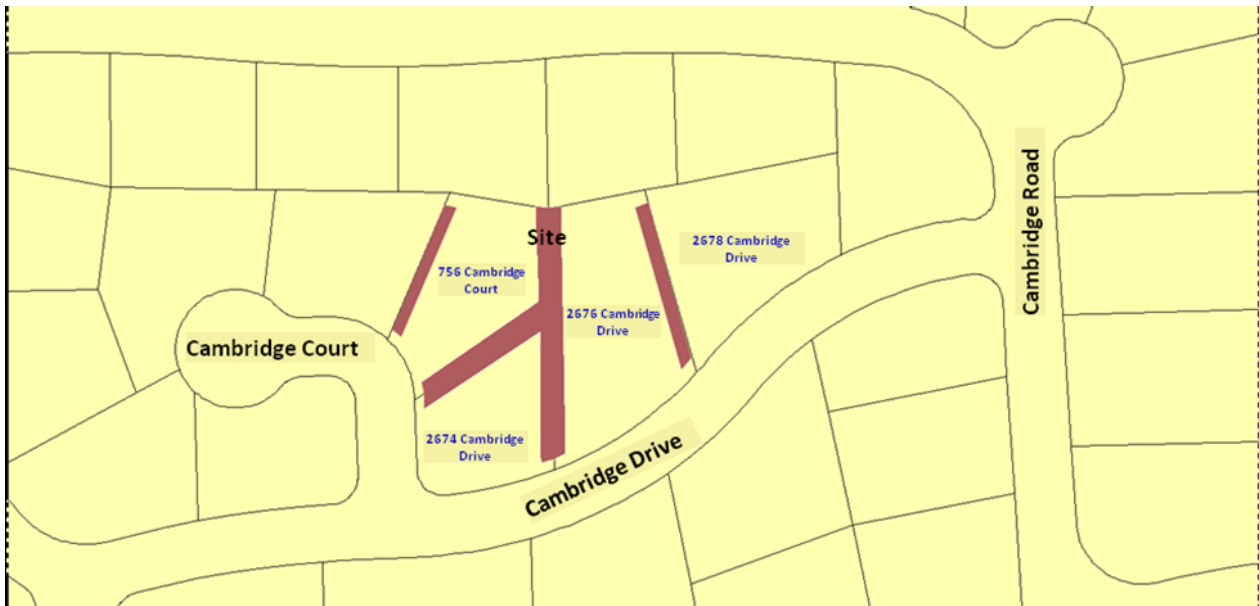 Cambridge Road
Site
2678 Cambridge
Drive
756 Cambridge
Court
2676 Cambridge
Drive
Cambridge Court
2674 Cambridge
Drive
Cambridge Drive